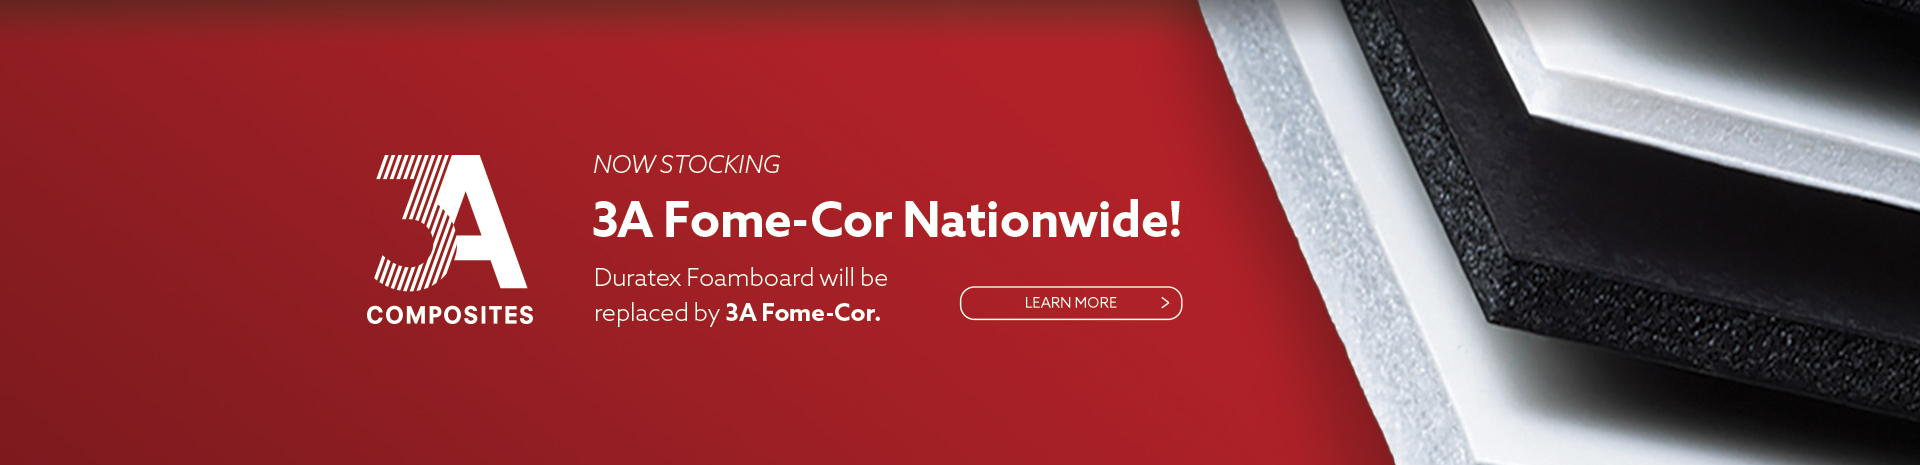 3A
COMPOSITES
NOW STOCKING
3A Fome-Cor Nationwide!
Duratex Foamboard will be
replaced by 3A Fome-Cor.
LEARN MORE >